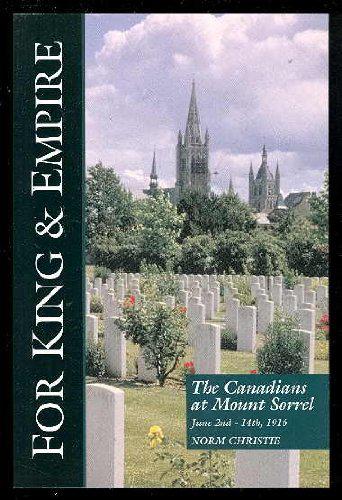 FOR KING & EMPIRE
The Canadians
at Mount Sorrel
June 2nd - 14th, 1916
NORM CHRISTIE